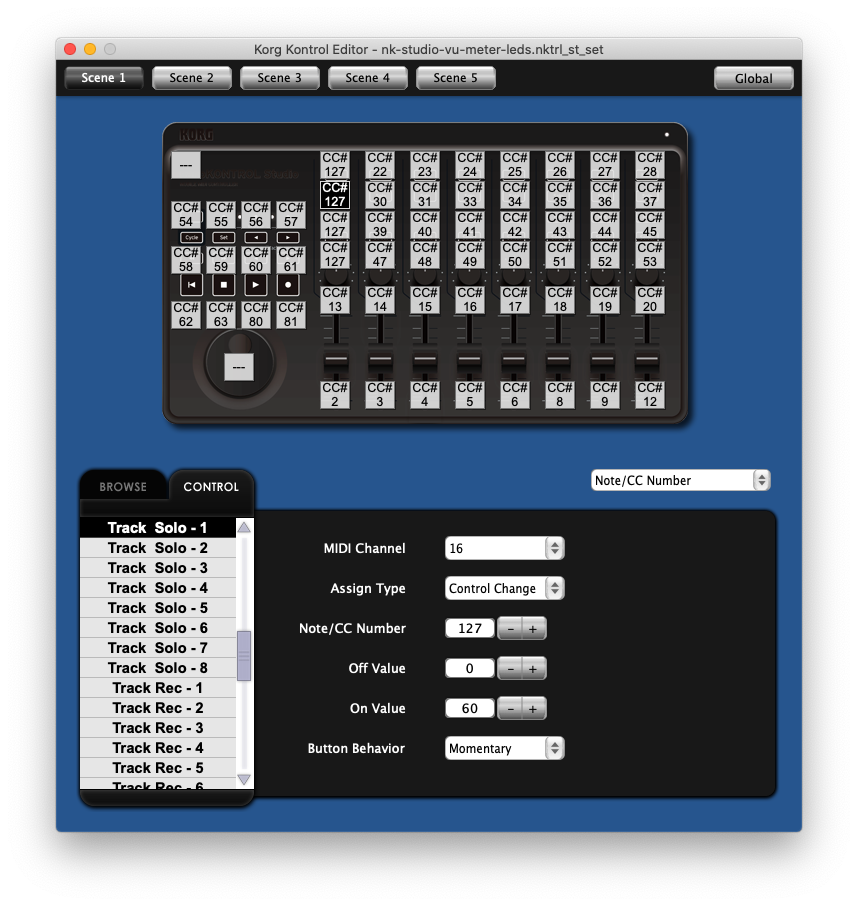 Korg Kontrol Editor - nk-studio-vu-meter-leds.nktrl_st_set
Scene 1 Scene 2 Scene 3 Scene 4 Scene 5 Global
KORG
---
CC# CC# CC# CC# CC# CC# CC# CC#
127 22 23 24 25 26 27 28
CC# CC# CC# CC# CC# CC# CC# CC#
127 30 31 33 34 35 36 37
CC# CC# CC# CC#
54 55 56 57
CC# CC# CC# CC# CC# CC# CC# CC#
127 39 40 41 42 43 44 45
Cycle Set
CC# CC# CC# CC# CC# CC# CC# CC#
127 47 48 49 50 51 52 53
CC# CC# CC# CC#
58 59 60 61
CC# CC# CC# CC# CC# CC# CC# CC#
13 14 15 16 17 18 19 20
CC# CC# CC# CC#
62 63 80 81
---
CC# CC# CC# CC# CC# CC# CC# CC#
2 3 4 5 6 8 9 12
Note/CC Number
BROWSE CONTROL
Track Solo - 1
Track Solo - 2
Track Solo - 3
Track Solo - 4
Track Solo - 5
Track Solo - 6
Track Solo - 7
Track Solo - 8
Track Rec - 1
Track Rec - 2
Track Rec - 3
Track Rec - 4
Track Rec - 5
Track Rec - 6
MIDI Channel 16
Assign Type Control Change
Note/CC Number 127 - +
Off Value 0 - +
On Value 60 - +
Button Behavior Momentary